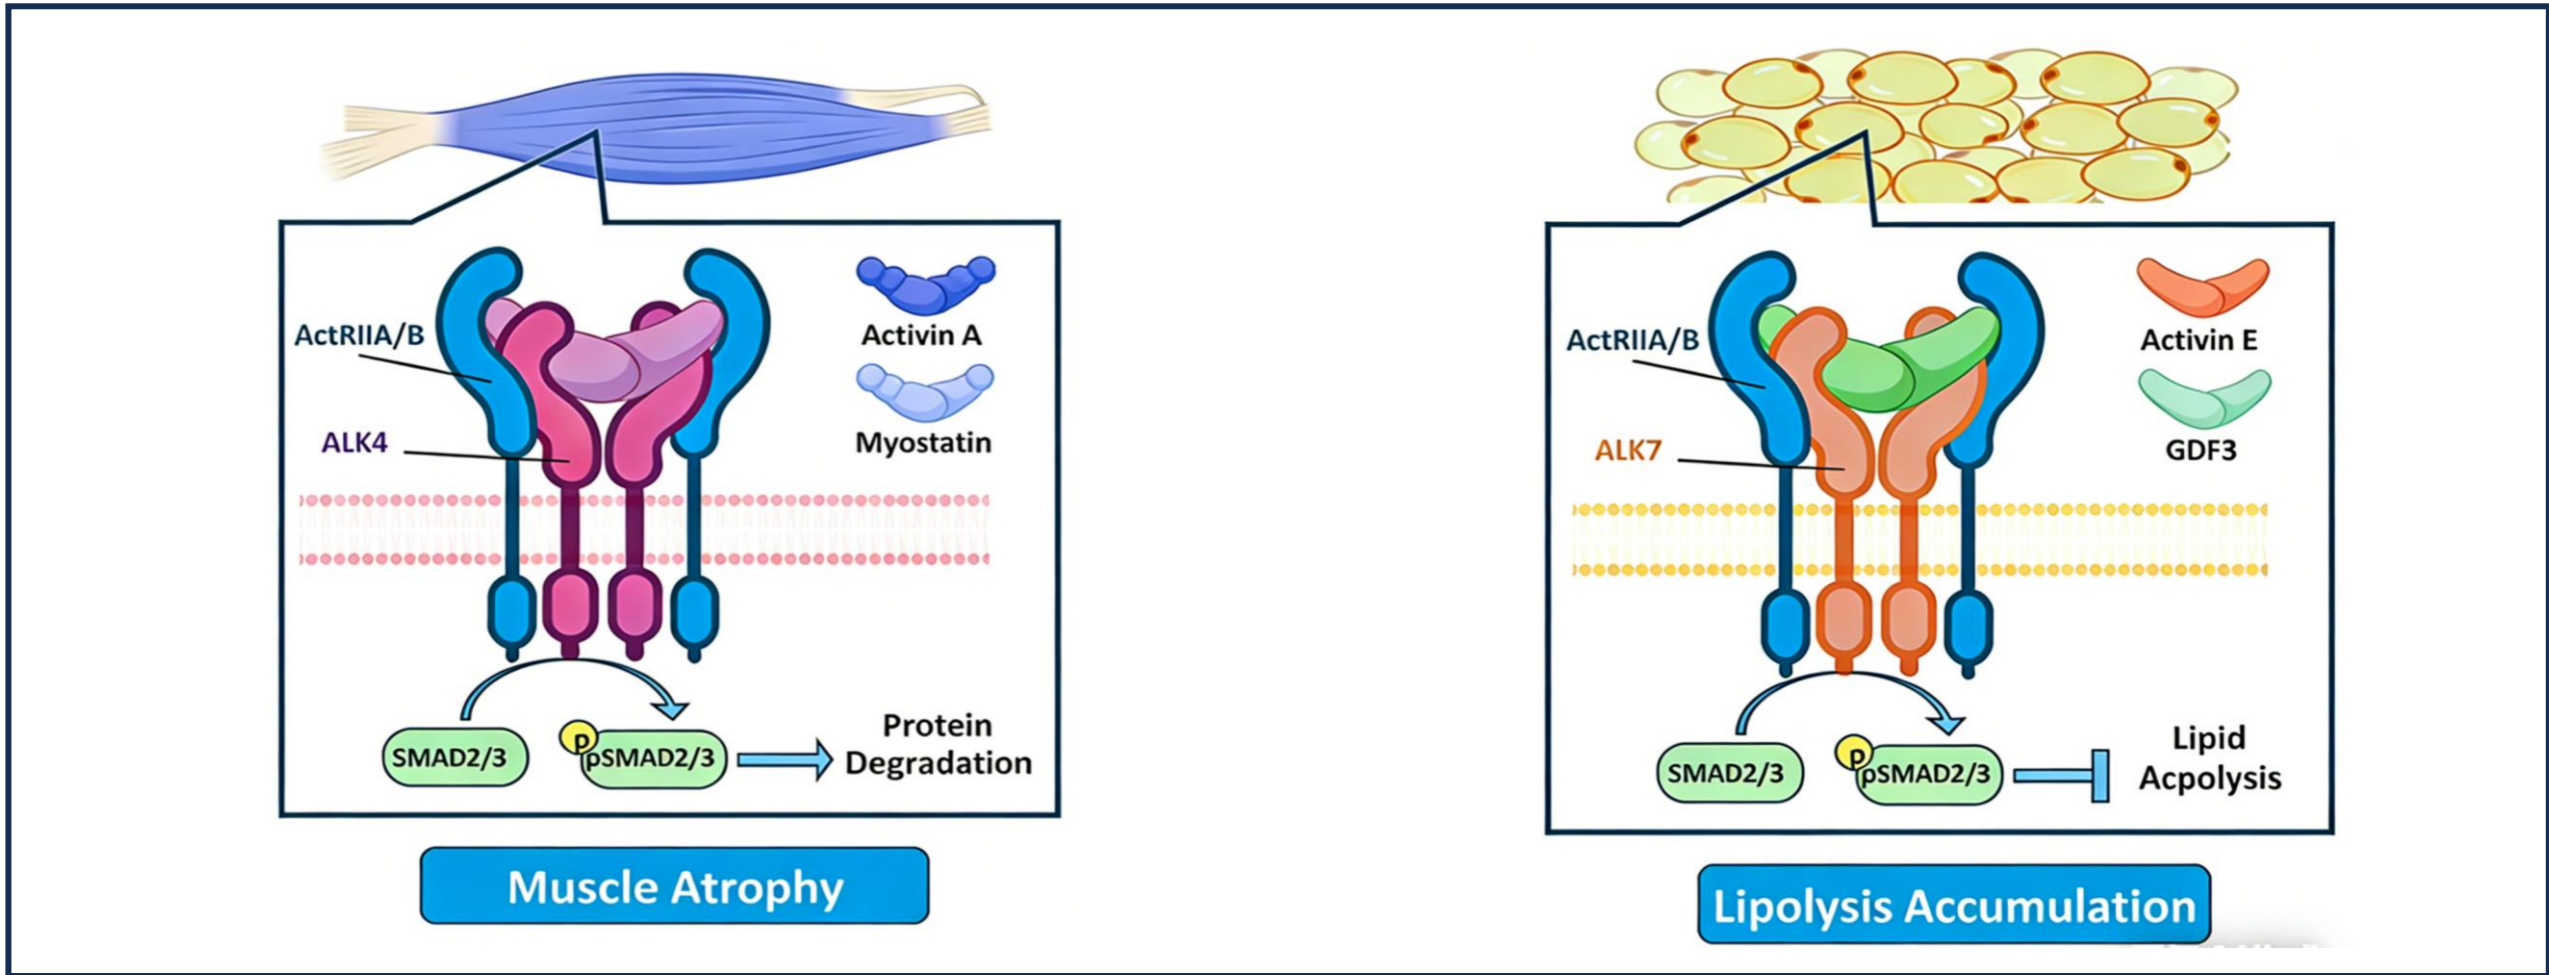 ActRIIA/B
ALK4
Activin A
Myostatin
SMAD2/3
p
pSMAD2/3
Protein
Degradation
Muscle Atrophy
ActRIIA/B
ALK7
Activin E
GDF3
SMAD2/3
p
pSMAD2/3
Lipid
Acpolysis
Lipolysis Accumulation